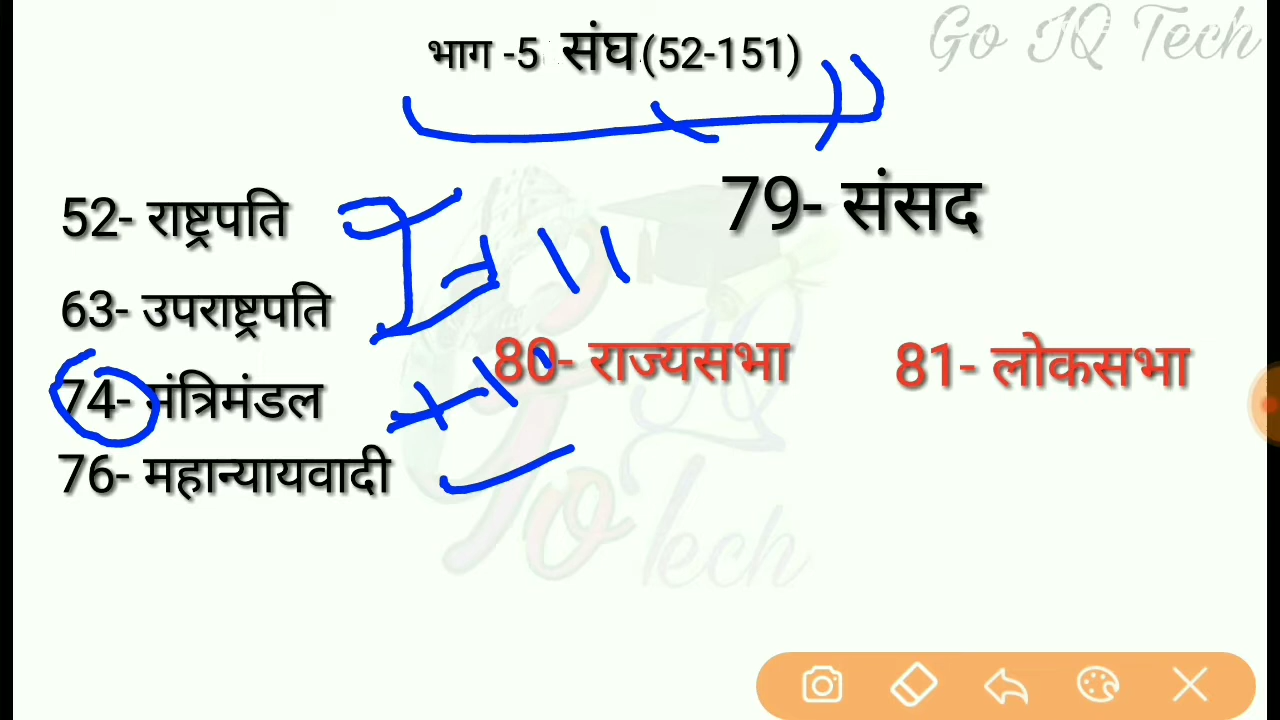 Go IQ Tech
भाग -5 संघ(52-151)
79- संसद
52- राष्ट्रपति
63- उपराष्ट्रपति
80- राज्यसभा
81- लोकसभा
74- मंत्रिमंडल
76- महान्यायवादी